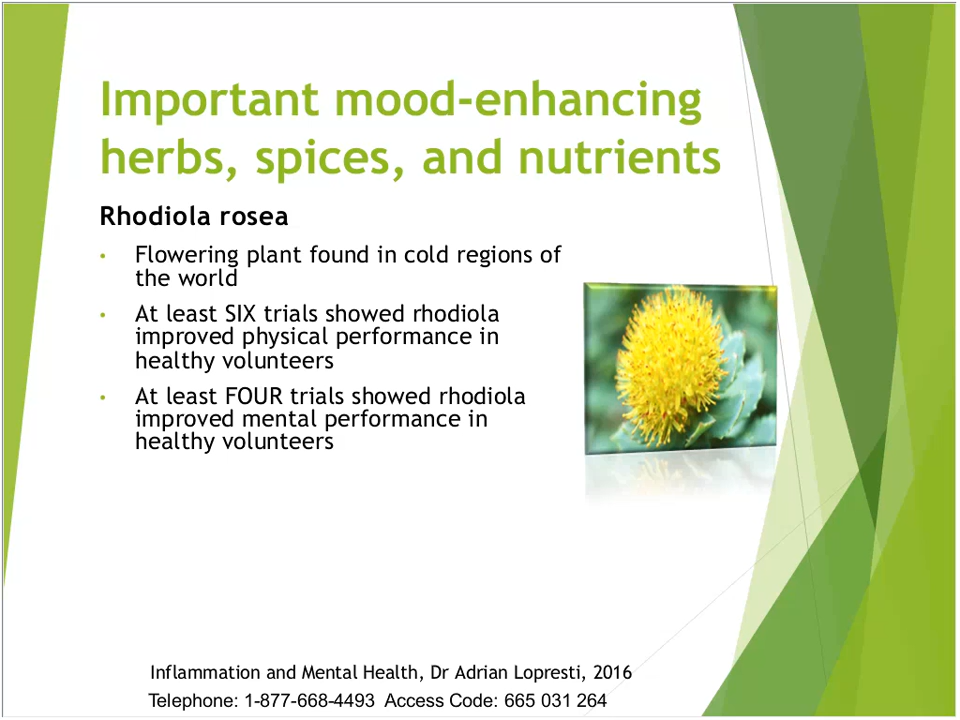 Important mood-enhancing
herbs, spices, and nutrients
Rhodiola rosea
• Flowering plant found in cold regions of
the world
• At least SIX trials showed rhodiola
improved physical performance in
healthy volunteers
• At least FOUR trials showed rhodiola
improved mental performance in
healthy volunteers
Inflammation and Mental Health, Dr Adrian Lopresti, 2016
Telephone: 1-877-668-4493 Access Code: 665 031 264